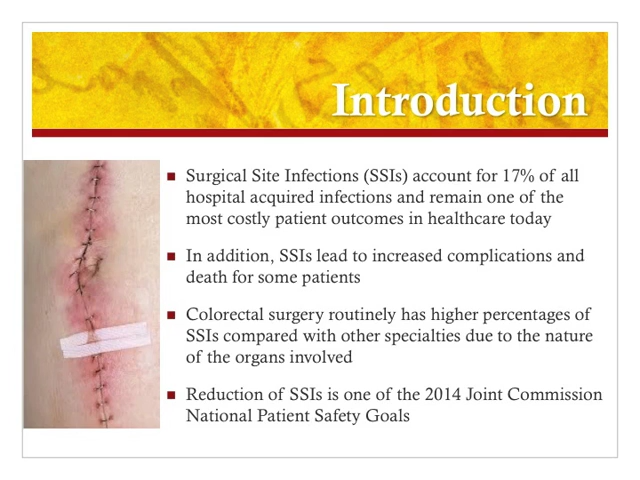 Introduction
Surgical Site Infections (SSIs) account for 17% of all
hospital acquired infections and remain one of the
most costly patient outcomes in healthcare today
In addition, SSIs lead to increased complications and
death for some patients
Colorectal surgery routinely has higher percentages of
SSIs compared with other specialties due to the nature
of the organs involved
Reduction of SSIs is one of the 2014 Joint Commission
National Patient Safety Goals